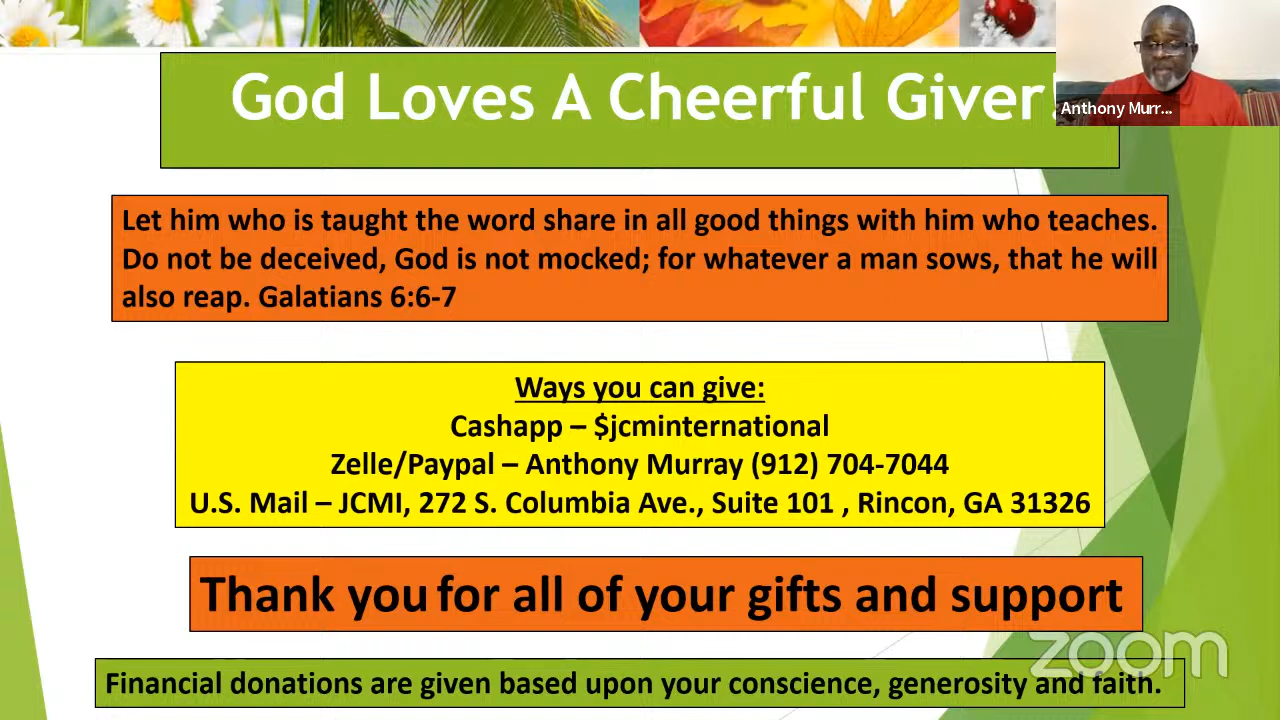 God Loves A Cheerful Giver!
Anthony Murr...
Let him who is taught the word share in all good things with him who teaches.
Do not be deceived, God is not mocked; for whatever a man sows, that he will
also reap. Galatians 6:6-7
Ways you can give:
Cashapp – $jcminternational
Zelle/Paypal – Anthony Murray (912) 704-7044
U.S. Mail – JCMI, 272 S. Columbia Ave., Suite 101 , Rincon, GA 31326
Thank you for all of your gifts and support
zoom
Financial donations are given based upon your conscience, generosity and faith.